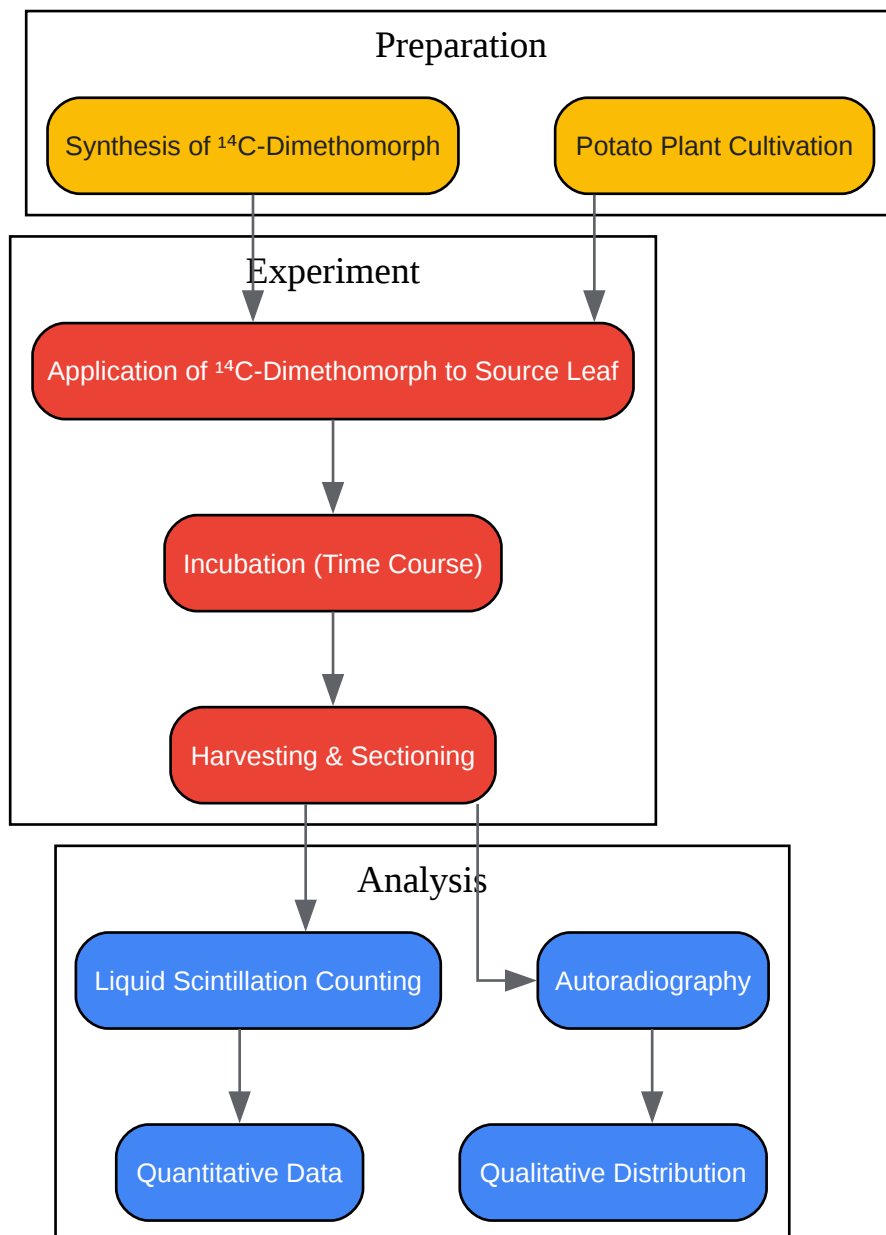 Preparation
Synthesis of ¹⁴C-Dimethomorph
Potato Plant Cultivation
Experiment
Application of ¹⁴C-Dimethomorph to Source Leaf
Incubation (Time Course)
Harvesting & Sectioning
Analysis
Liquid Scintillation Counting
Autoradiography
Quantitative Data
Qualitative Distribution